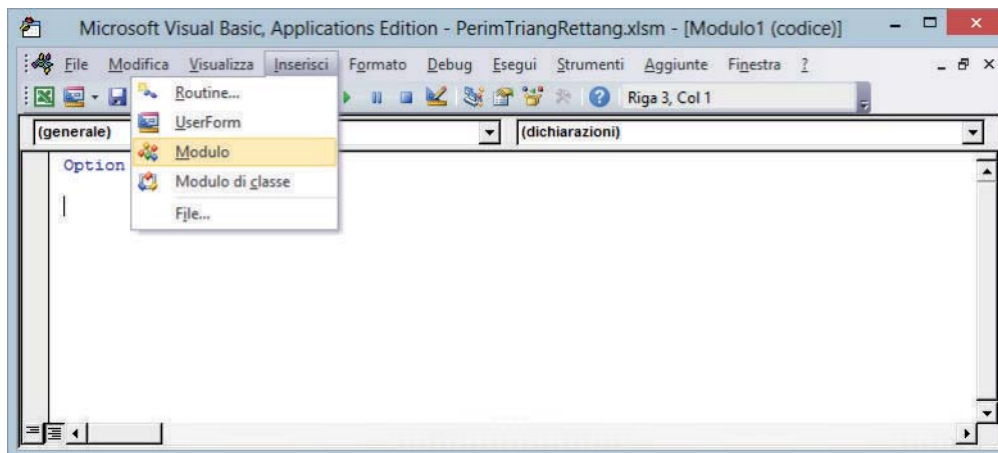 Microsoft Visual Basic, Applications Edition - PerimTriangRettang.xlsm - [Modulo1 (codice)]
File Modifica Visualizza Inserisci Formato Debug Esegui Strumenti Aggiunte Finestra ?
Riga 3, Col 1
(generale) (dichiarazioni)
Option
Routine...
UserForm
Modulo
Modulo di classe
File...